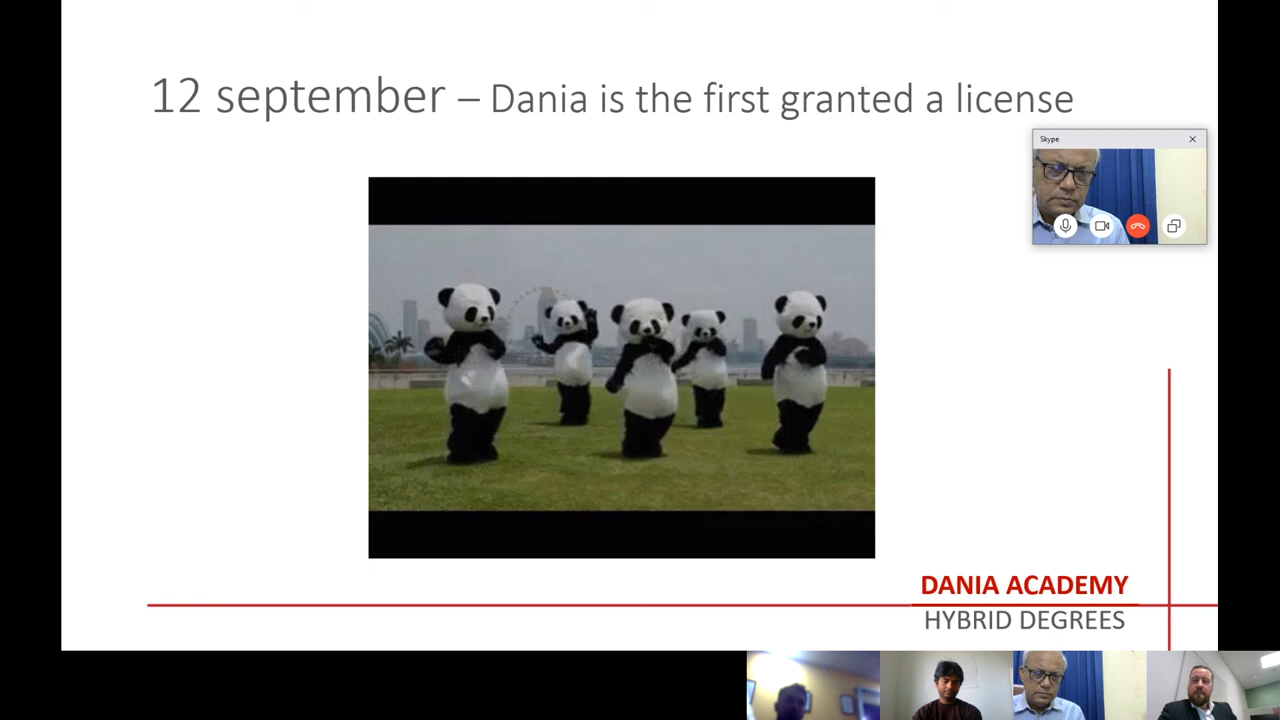 12 september – Dania is the first granted a license
Skype
DANIA ACADEMY
HYBRID DEGREES